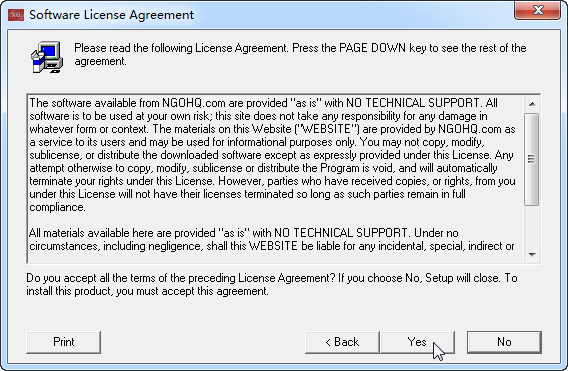 Software License Agreement
Please read the following License Agreement. Press the PAGE DOWN key to see the rest of the
agreement.
The software available from NGOHQ.com are provided "as is" with NO TECHNICAL SUPPORT. All
software is to be used at your own risk; this site does not take any responsibility for any damage in
whatever form or context. The materials on this Website ("WEBSITE") are provided by NGOHQ.com as
a service to its users and may be used for informational purposes only. You may not copy, modify,
sublicense, or distribute the downloaded software except as expressly provided under this License. Any
attempt otherwise to copy, modify, sublicense or distribute the Program is void, and will automatically
terminate your rights under this License. However, parties who have received copies, or rights, from you
under this License will not have their licenses terminated so long as such parties remain in full
compliance.
All materials available here are provided "as is" with NO TECHNICAL SUPPORT. Under no
circumstances, including negligence, shall this WEBSITE be liable for any incidental, special, indirect or
Do you accept all the terms of the preceding License Agreement? If you choose No, Setup will close. To
install this product, you must accept this agreement.
Print
< Back
Yes
No